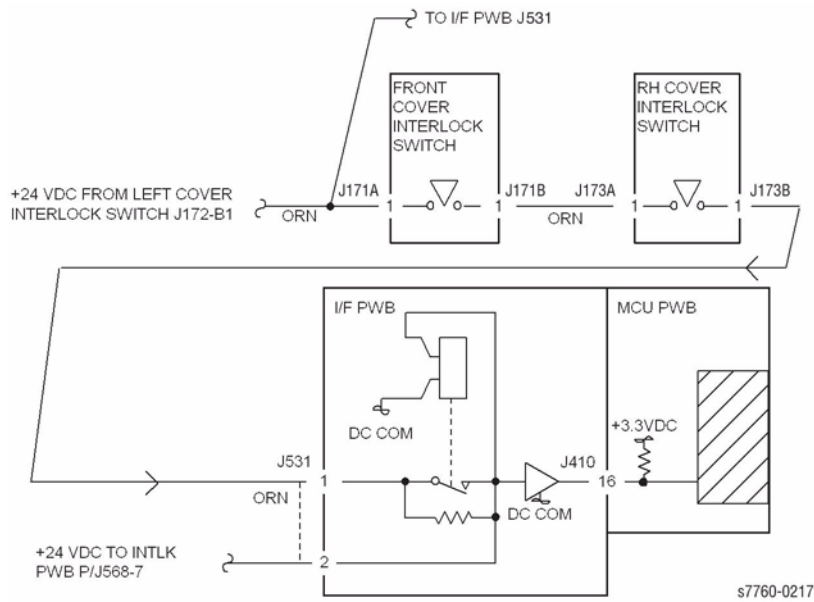 TO I/F PWB J531
FRONT
COVER
INTERLOCK
SWITCH
RH COVER
INTERLOCK
SWITCH
+24 VDC FROM LEFT COVER
INTERLOCK SWITCH J172-B1
ORN
J171A
1
1
J171B
J173A
ORN
1
1
J173B
I/F PWB
MCU PWB
DC COM
+3.3VDC
J531
1
ORN
J410
16
DC COM
+24 VDC TO INTLK
PWB P/J568-7
2
s7760-0217